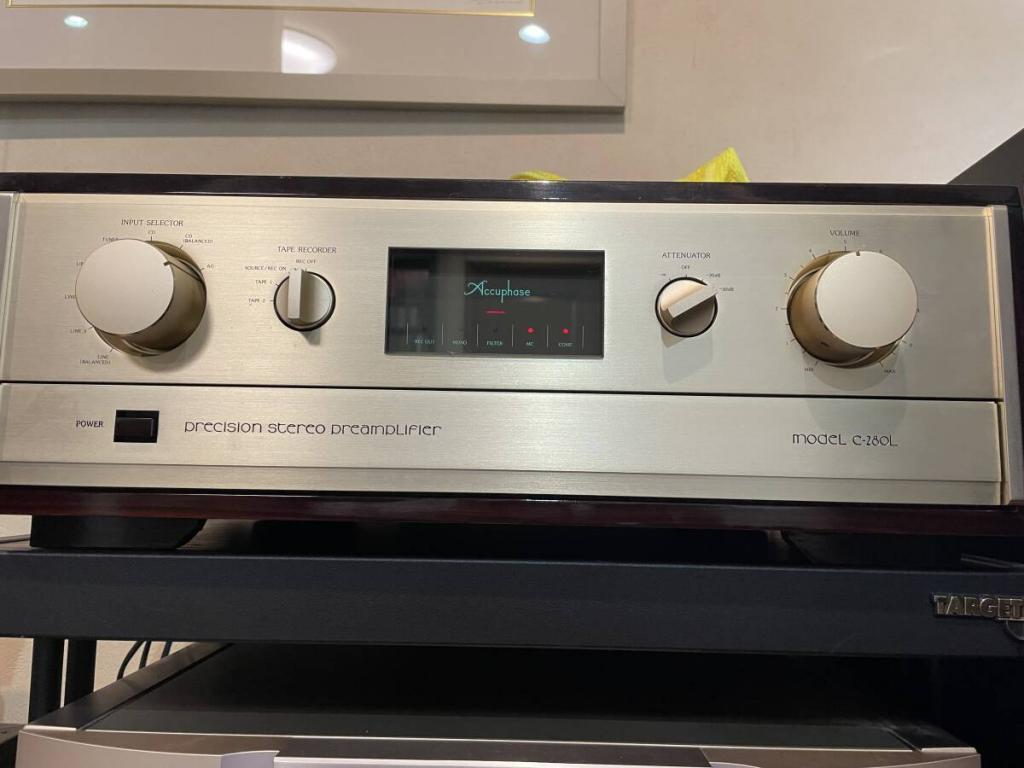 INPUT SELECTOR
CD
CD (BALANCED)
TUNER
AD
LINE
LINE (BALANCED)
TAPE RECORDER
REC OFF
SOURCE/REC ON
TAPE 1
TAPE 2
Accuphase
REC OUT
MONO
FILTER
MC
COMP
ATTENUATOR
OFF
-20dB
-30dB
VOLUME
MIN
MAX
POWER
precision stereo preamplifier
model C-280L
TARGET